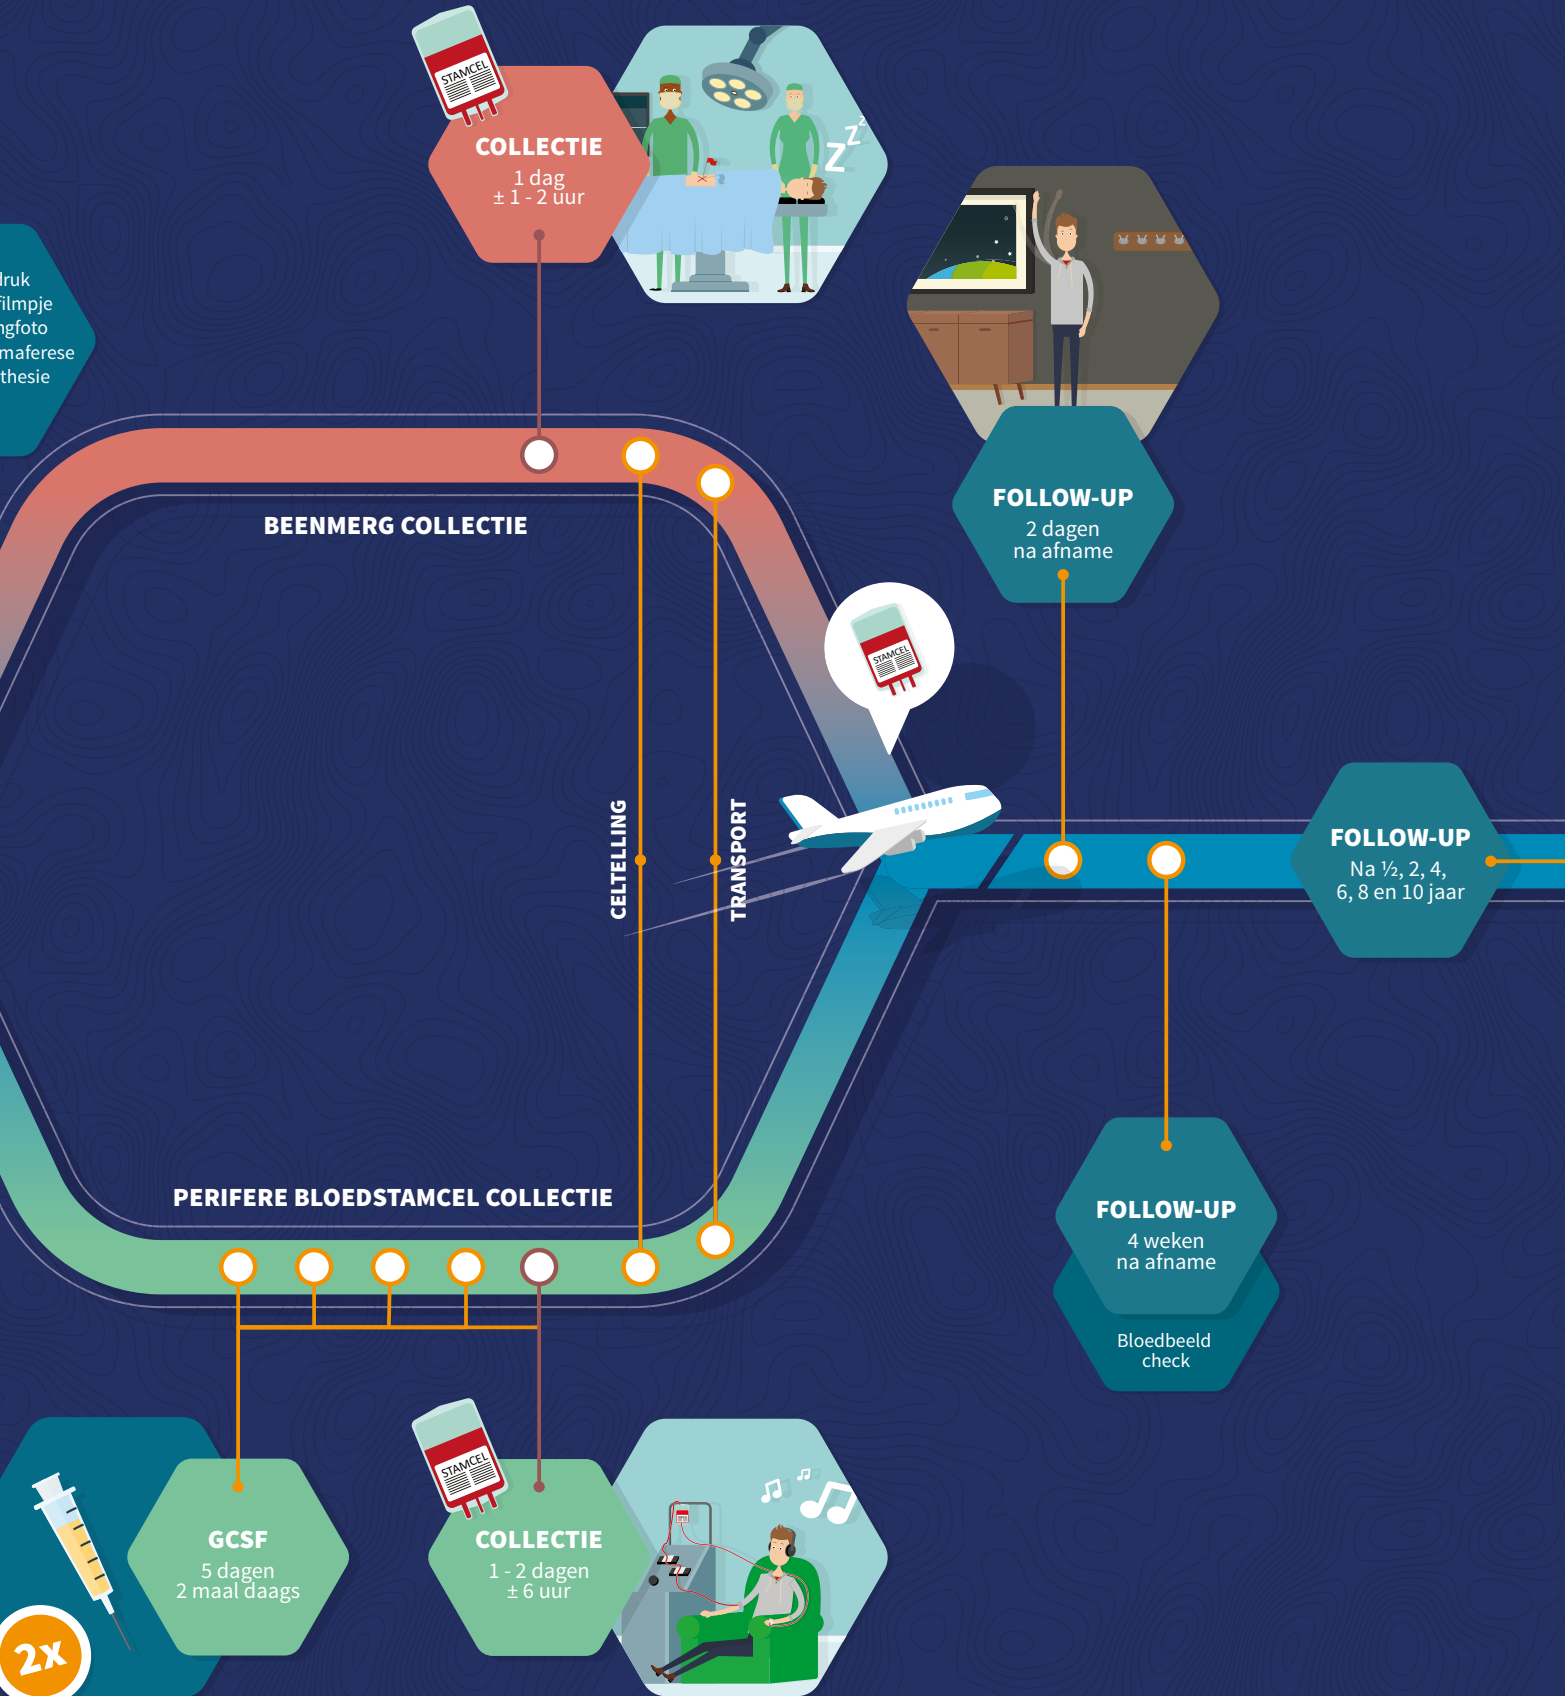 STAMCEL
COLLECTIE
1 dag
± 1 - 2 uur
Z
Z
Z
druk
filmpje
ngfoto
maferese
thesie
BEENMERG COLLECTIE
FOLLOW-UP
2 dagen
na afname
STAMCEL
CELTELLING
TRANSPORT
FOLLOW-UP
Na ½, 2, 4,
6, 8 en 10 jaar
PERIFERE BLOEDSTAMCEL COLLECTIE
FOLLOW-UP
4 weken
na afname
Bloedbeeld
check
STAMCEL
GCSF
5 dagen
2 maal daags
COLLECTIE
1 - 2 dagen
± 6 uur
2x